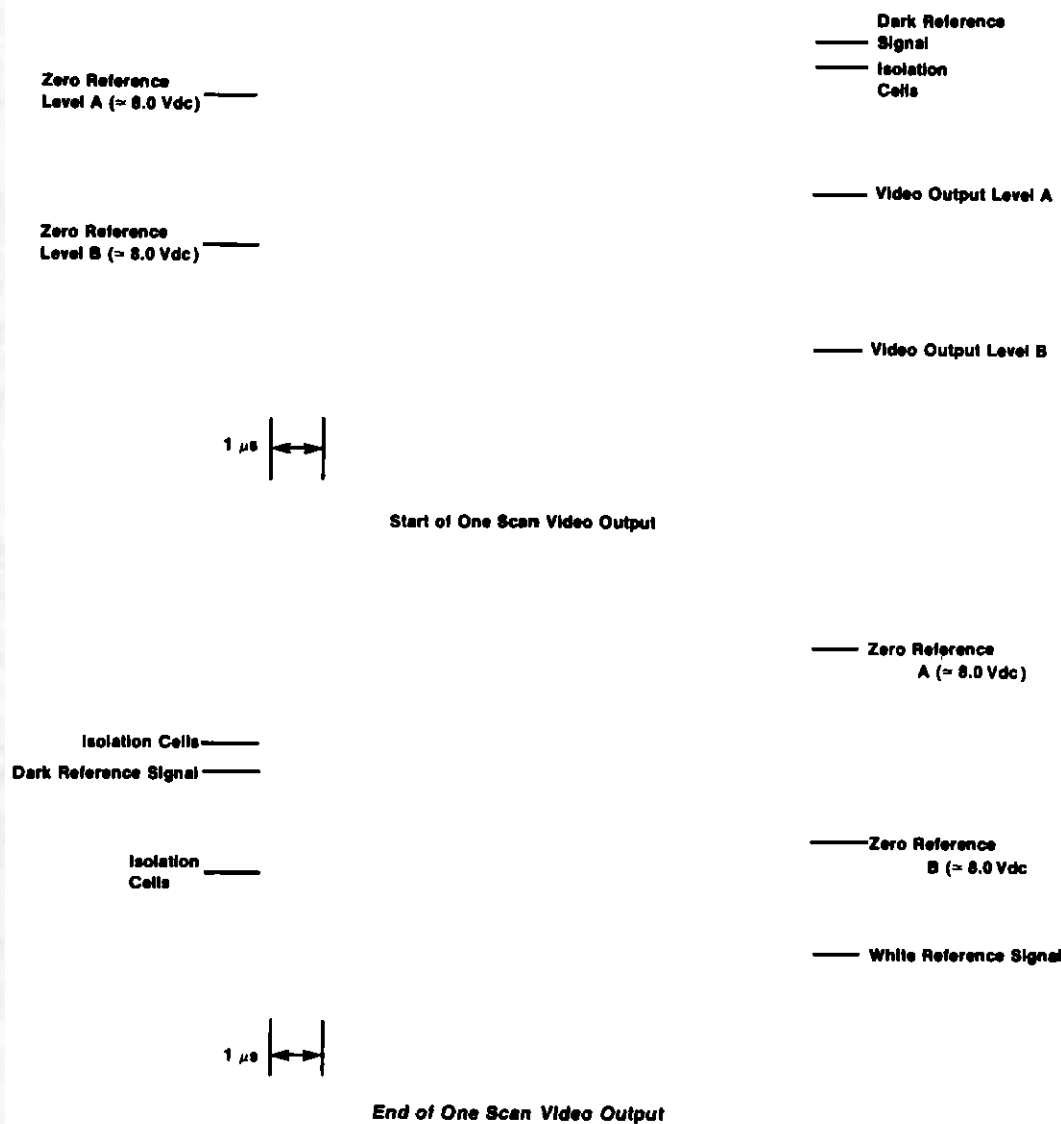 Dark Reference
Signal
Isolation
Cells
Zero Reference
Level A (≃ 8.0 Vdc)
Video Output Level A
Zero Reference
Level B (≃ 8.0 Vdc)
Video Output Level B
1 μs
Start of One Scan Video Output
Zero Reference
A (≃ 8.0 Vdc)
Isolation Cells
Dark Reference Signal
Zero Reference
B (≃ 8.0 Vdc
Isolation
Cells
White Reference Signal
1 μs
End of One Scan Video Output